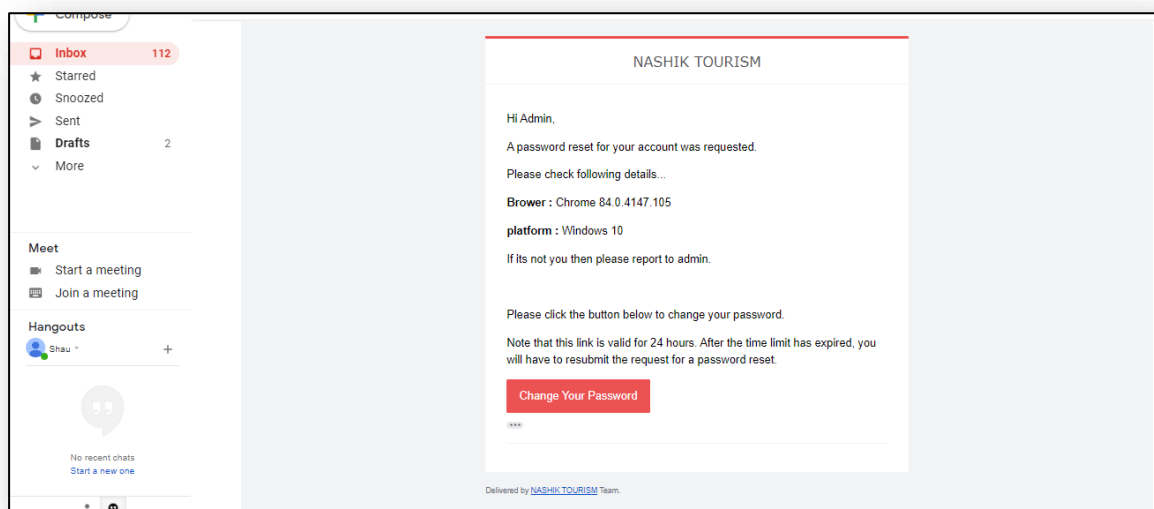 Compose
Inbox 112
Starred
Snoozed
Sent
Drafts 2
More
Meet
Start a meeting
Join a meeting
Hangouts
Shau
No recent chats
Start a new one
NASHIK TOURISM
Hi Admin,
A password reset for your account was requested.
Please check following details...
Brower : Chrome 84.0.4147.105
platform : Windows 10
If its not you then please report to admin.
Please click the button below to change your password.
Note that this link is valid for 24 hours. After the time limit has expired, you
will have to resubmit the request for a password reset.
Change Your Password
Delivered by NASHIK TOURISM Team.